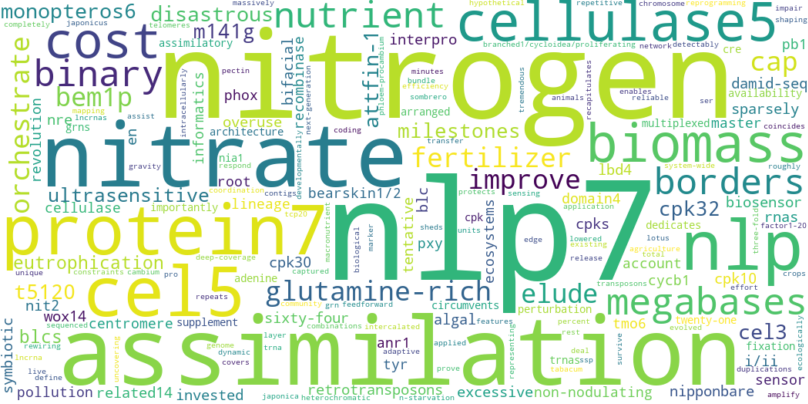 monopteros6 disastrous nutrient cellulase5 completely japonicus massively telomeres hypothetical repetitive chromosome reprogramming impair shaping
cost m141g assimilatory interpro branched1/cycloidea/proliferating network detectably cre pb1
binary nitrogen cap damid-seq
orchestrate bem1p phox informatics bifacial recombinase attfin-1 pectin minutes bundle sombrero efficiency arranged enables reliable animals recapitulates ser availability
mapping lncrnas nre grns revolution overuse architecture next-generation developmentally intracellularly phloem-procambium milestones multiplexed master sparsely coincides
nitrate assist en nia1 respond coding transfer fertilizer biomass roughly
gravity root contigs bearskin1/2 improve lbd4 system-wide borders
ultrasensitive cellulase lineage coordination tcp20 blc cpk protects sensing domain4 biosensor rnas factor1-20
protein7 importantly nlp7 tentative pxy sheds units application cpks cpk32 dedicates three-fold nlp
eutrophication constraints cambium deep-coverage cpk30 captured macronutrient biological marker ecosystems edge lowered existing release account lotus agriculture total crops
t5120 unique pro cel5 adenine glutamine-rich elude cycb1 cpk10 effort transposons megabases
nit2 wox14 repeats community grn feedforward circumvents perturbation tmo6 twenty-one percent
blcs centromere supplement sixty-four combinations intercalated algal features representing evolved cel3
symbiotic rewiring sequenced lncrna uncovering layer genome dynamic trna anr1 adaptive applied assimilation rest deal ssp trnas i/ii fixation duplications ecologically
live define covers tyr prove tabacum survive sensor
pollution related14 invested retrotransposons japonica heterochromatic n-starvation excessive non-nodulating nipponbare amplify